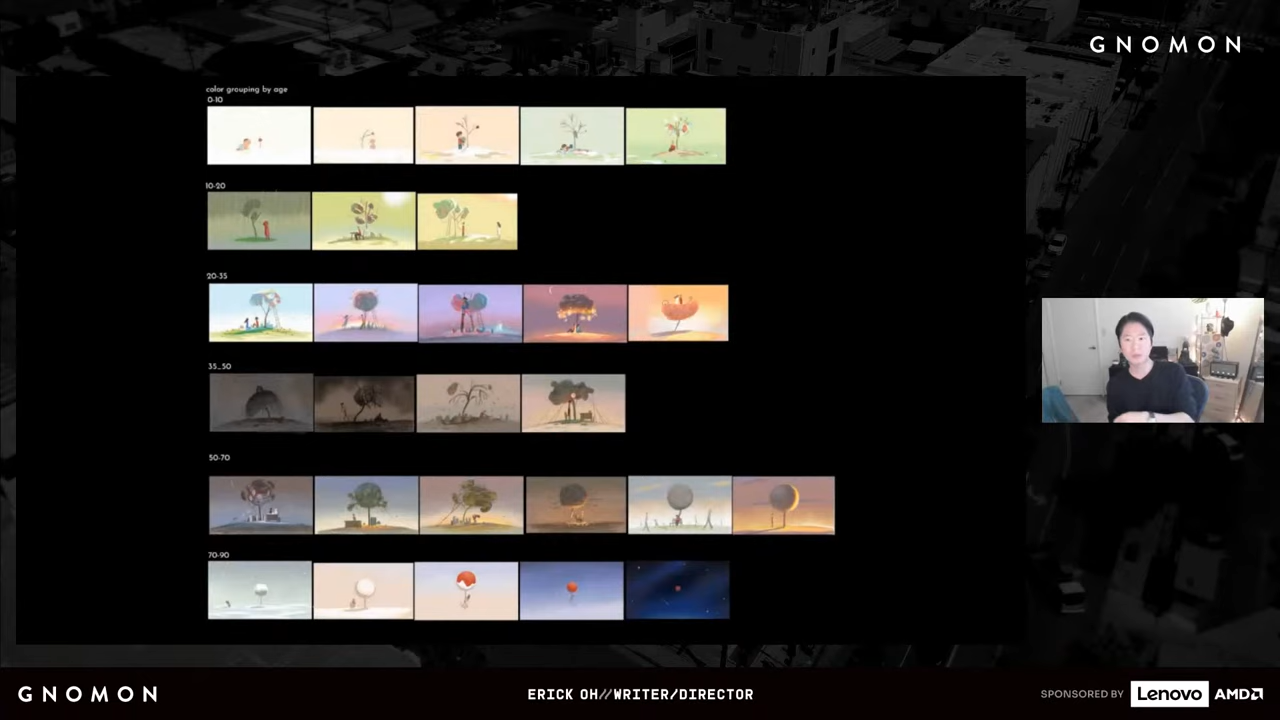 GNOMON
color grouping by age
0-10
10-20
20-35
35_50
50-70
70-90
GNOMON
ERICK OH//WRITER/DIRECTOR
SPONSORED BY Lenovo AMD